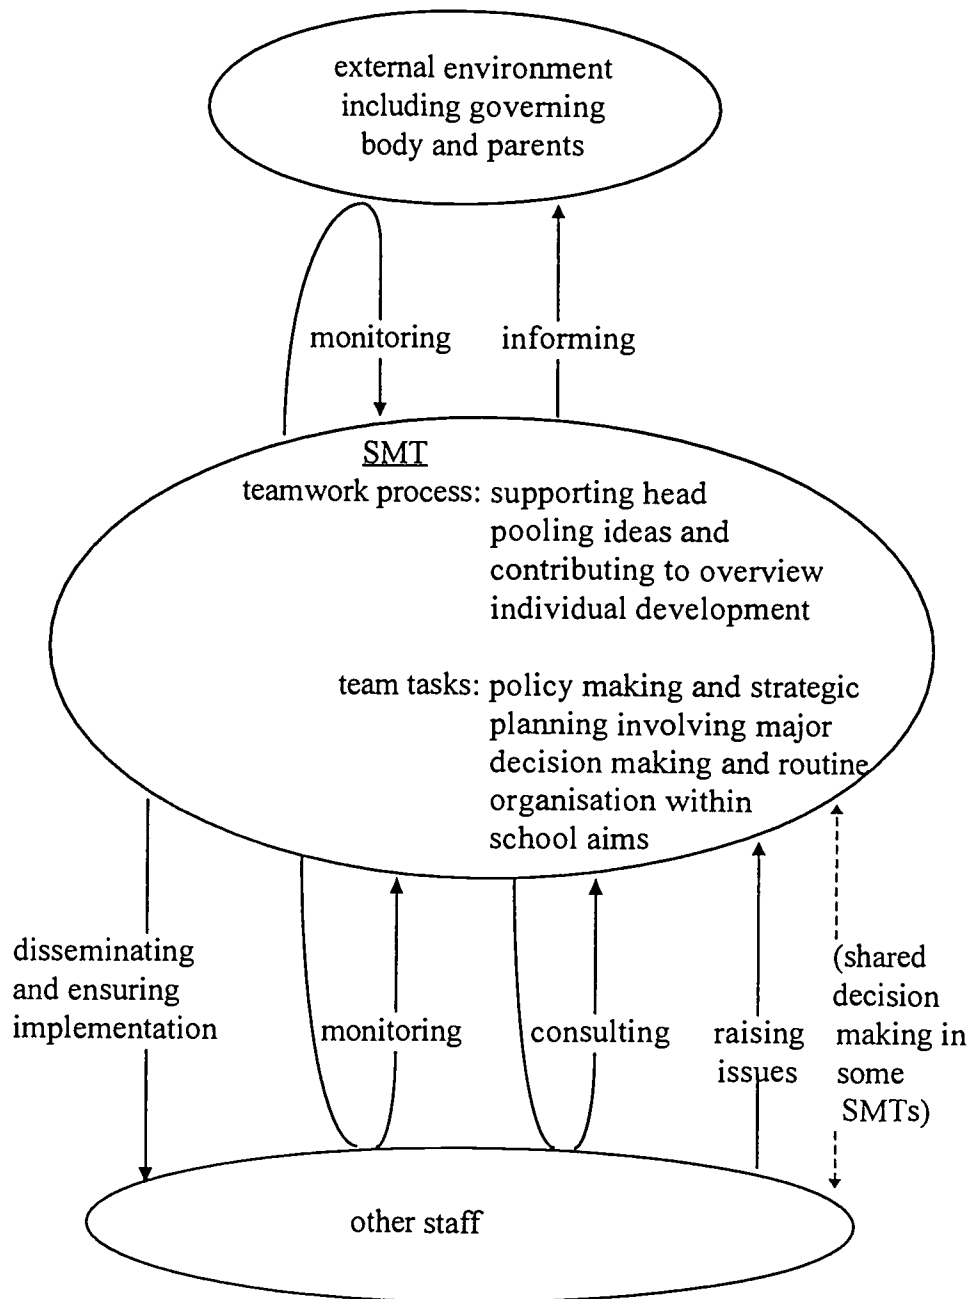 external environment
including governing
body and parents
monitoring
informing
SMT
teamwork process: supporting head
pooling ideas and
contributing to overview
individual development
team tasks: policy making and strategic
planning involving major
decision making and routine
organisation within
school aims
disseminating
and ensuring
implementation
monitoring
consulting
raising
issues
(shared
decision
making in
some
SMTs)
other staff